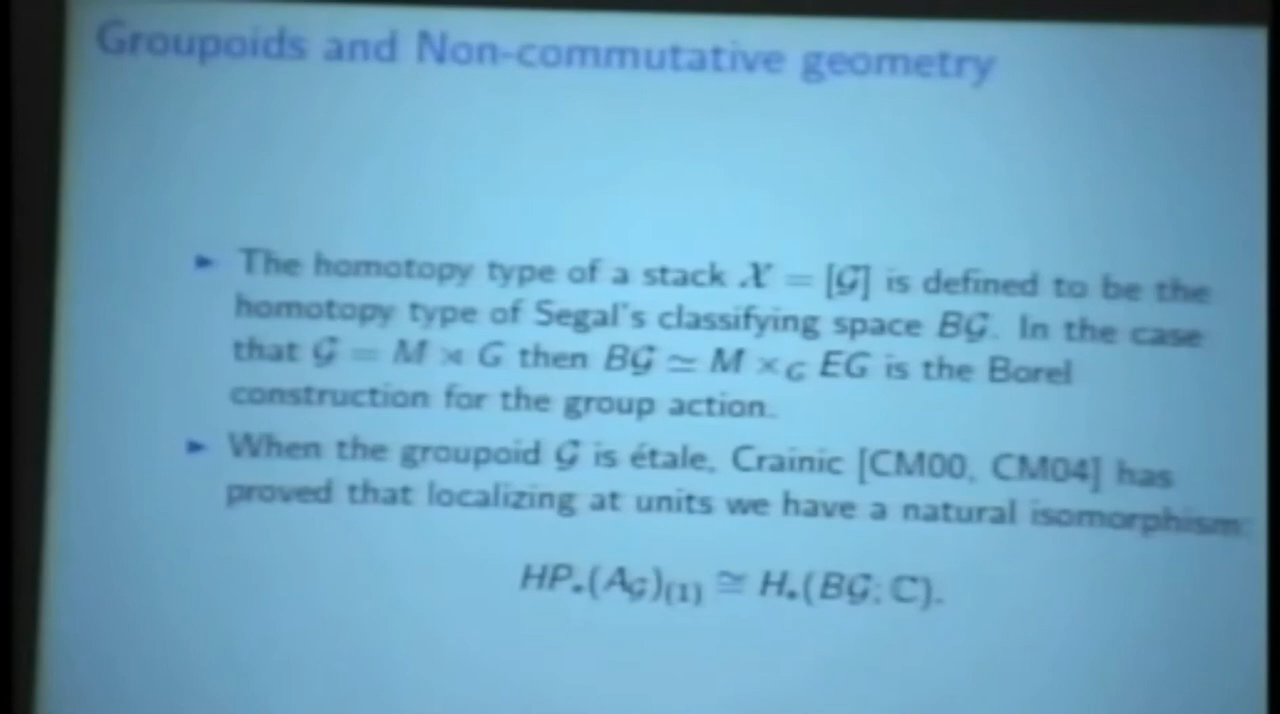 Groupoids and Non-commutative geometry
► The homotopy type of a stack 𝒳 = [𝒢] is defined to be the
homotopy type of Segal's classifying space B𝒢. In the case
that 𝒢 = M ⋊ G then B𝒢 ≃ M ×_G EG is the Borel
construction for the group action.
► When the groupoid 𝒢 is étale, Crainic [CM00, CM04] has
proved that localizing at units we have a natural isomorphism:
HP_*(A_𝒢)_(1) ≅ H_*(B𝒢; ℂ).